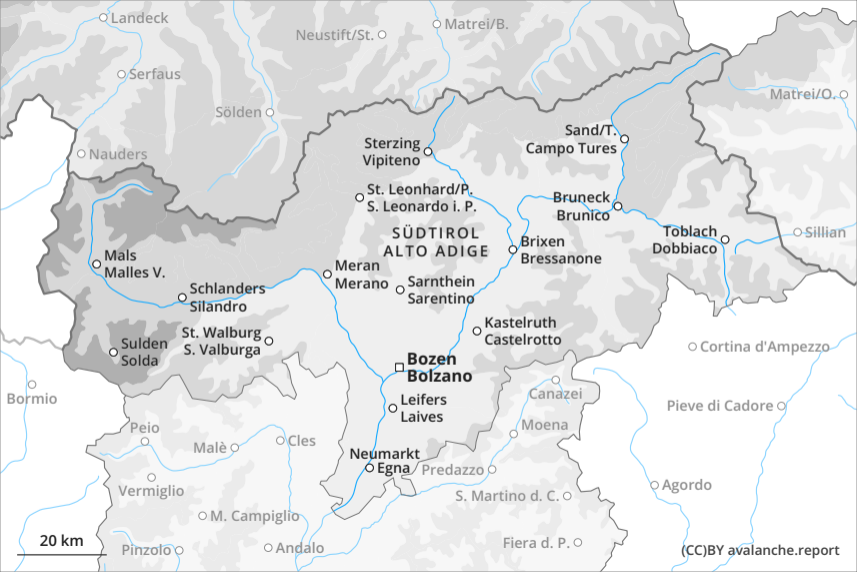 Landeck
Matrei/B.
Neustift/St.
Serfaus
Matrei/O.
Sölden
Sand/T.
Campo Tures
Sterzing
Vipiteno
Nauders
St. Leonhard/P.
S. Leonardo i. P.
Bruneck
Brunico
SÜDTIROL
ALTO ADIGE
Toblach
Dobbiaco
Sillian
Brixen
Bressanone
Mals
Malles V.
Meran
Merano
Sarnthein
Sarentino
Schlanders
Silandro
Kastelruth
Castelrotto
St. Walburg
S. Valburga
Sulden
Solda
Cortina d'Ampezzo
Bozen
Bolzano
Bormio
Canazei
Leifers
Laives
Pieve di Cadore
Peio
Moena
Malè
Cles
Neumarkt
Egna
Predazzo
Vermiglio
Agordo
S. Martino d. C.
M. Campiglio
20 km
Pinzolo
Andalo
Fiera d. P.
(CC)BY avalanche.report